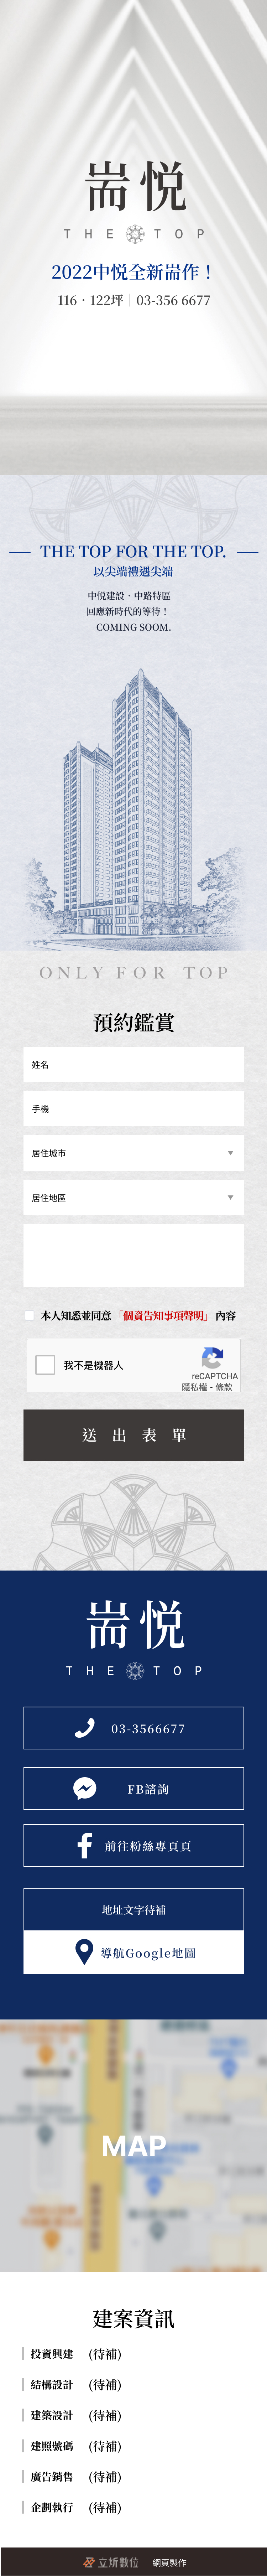 耑悦
THE TOP
2022中悦全新耑作！
116．122坪｜03-356 6677
THE TOP FOR THE TOP.
以尖端禮遇尖端
中悦建設．中路特區
回應新時代的等待！
COMING SOOM.
ONLY FOR TOP
預約鑑賞
姓名
手機
居住城市
居住地區
本人知悉並同意「個資告知事項聲明」內容
我不是機器人
reCAPTCHA
隱私權 - 條款
送出表單
耑悦
THE TOP
03-3566677
FB諮詢
前往粉絲專頁頁
地址文字待補
導航Google地圖
MAP
建案資訊
投資興建 (待補)
結構設計 (待補)
建築設計 (待補)
建照號碼 (待補)
廣告銷售 (待補)
企劃執行 (待補)
立炘數位 網頁製作